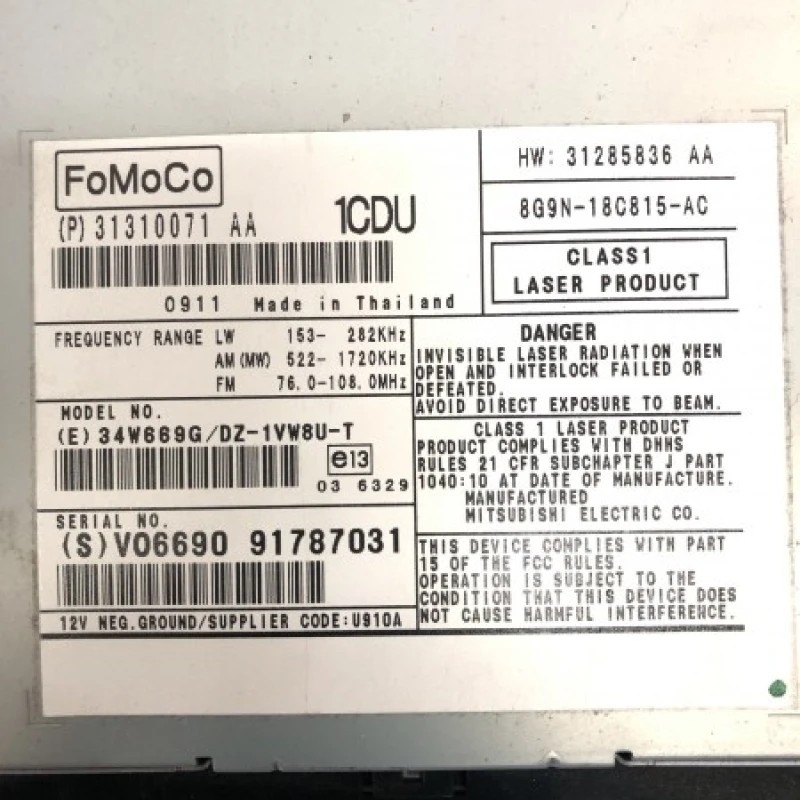 FoMoCo
(P) 31310071 AA
1CDU
0911 Made in Thailand
HW: 31285836 AA
8G9N-18C815-AC
CLASS1
LASER PRODUCT
FREQUENCY RANGE LW 153- 282KHz
AM (MW) 522- 1720KHz
FM 76.0-108.0MHz
MODEL NO.
(E) 34W669G/DZ-1VW8U-T
e13
03 6329
SERIAL NO.
(S) V06690 91787031
12V NEG.GROUND/SUPPLIER CODE:U910A
DANGER
INVISIBLE LASER RADIATION WHEN
OPEN AND INTERLOCK FAILED OR
DEFEATED.
AVOID DIRECT EXPOSURE TO BEAM.
CLASS 1 LASER PRODUCT
PRODUCT COMPLIES WITH DHHS
RULES 21 CFR SUBCHAPTER J PART
1040:10 AT DATE OF MANUFACTURE.
MANUFACTURED
MITSUBISHI ELECTRIC CO.
THIS DEVICE COMPLIES WITH PART
15 OF THE FCC RULES.
OPERATION IS SUBJECT TO THE
CONDITION THAT THIS DEVICE DOES
NOT CAUSE HARMFUL INTERFERENCE.